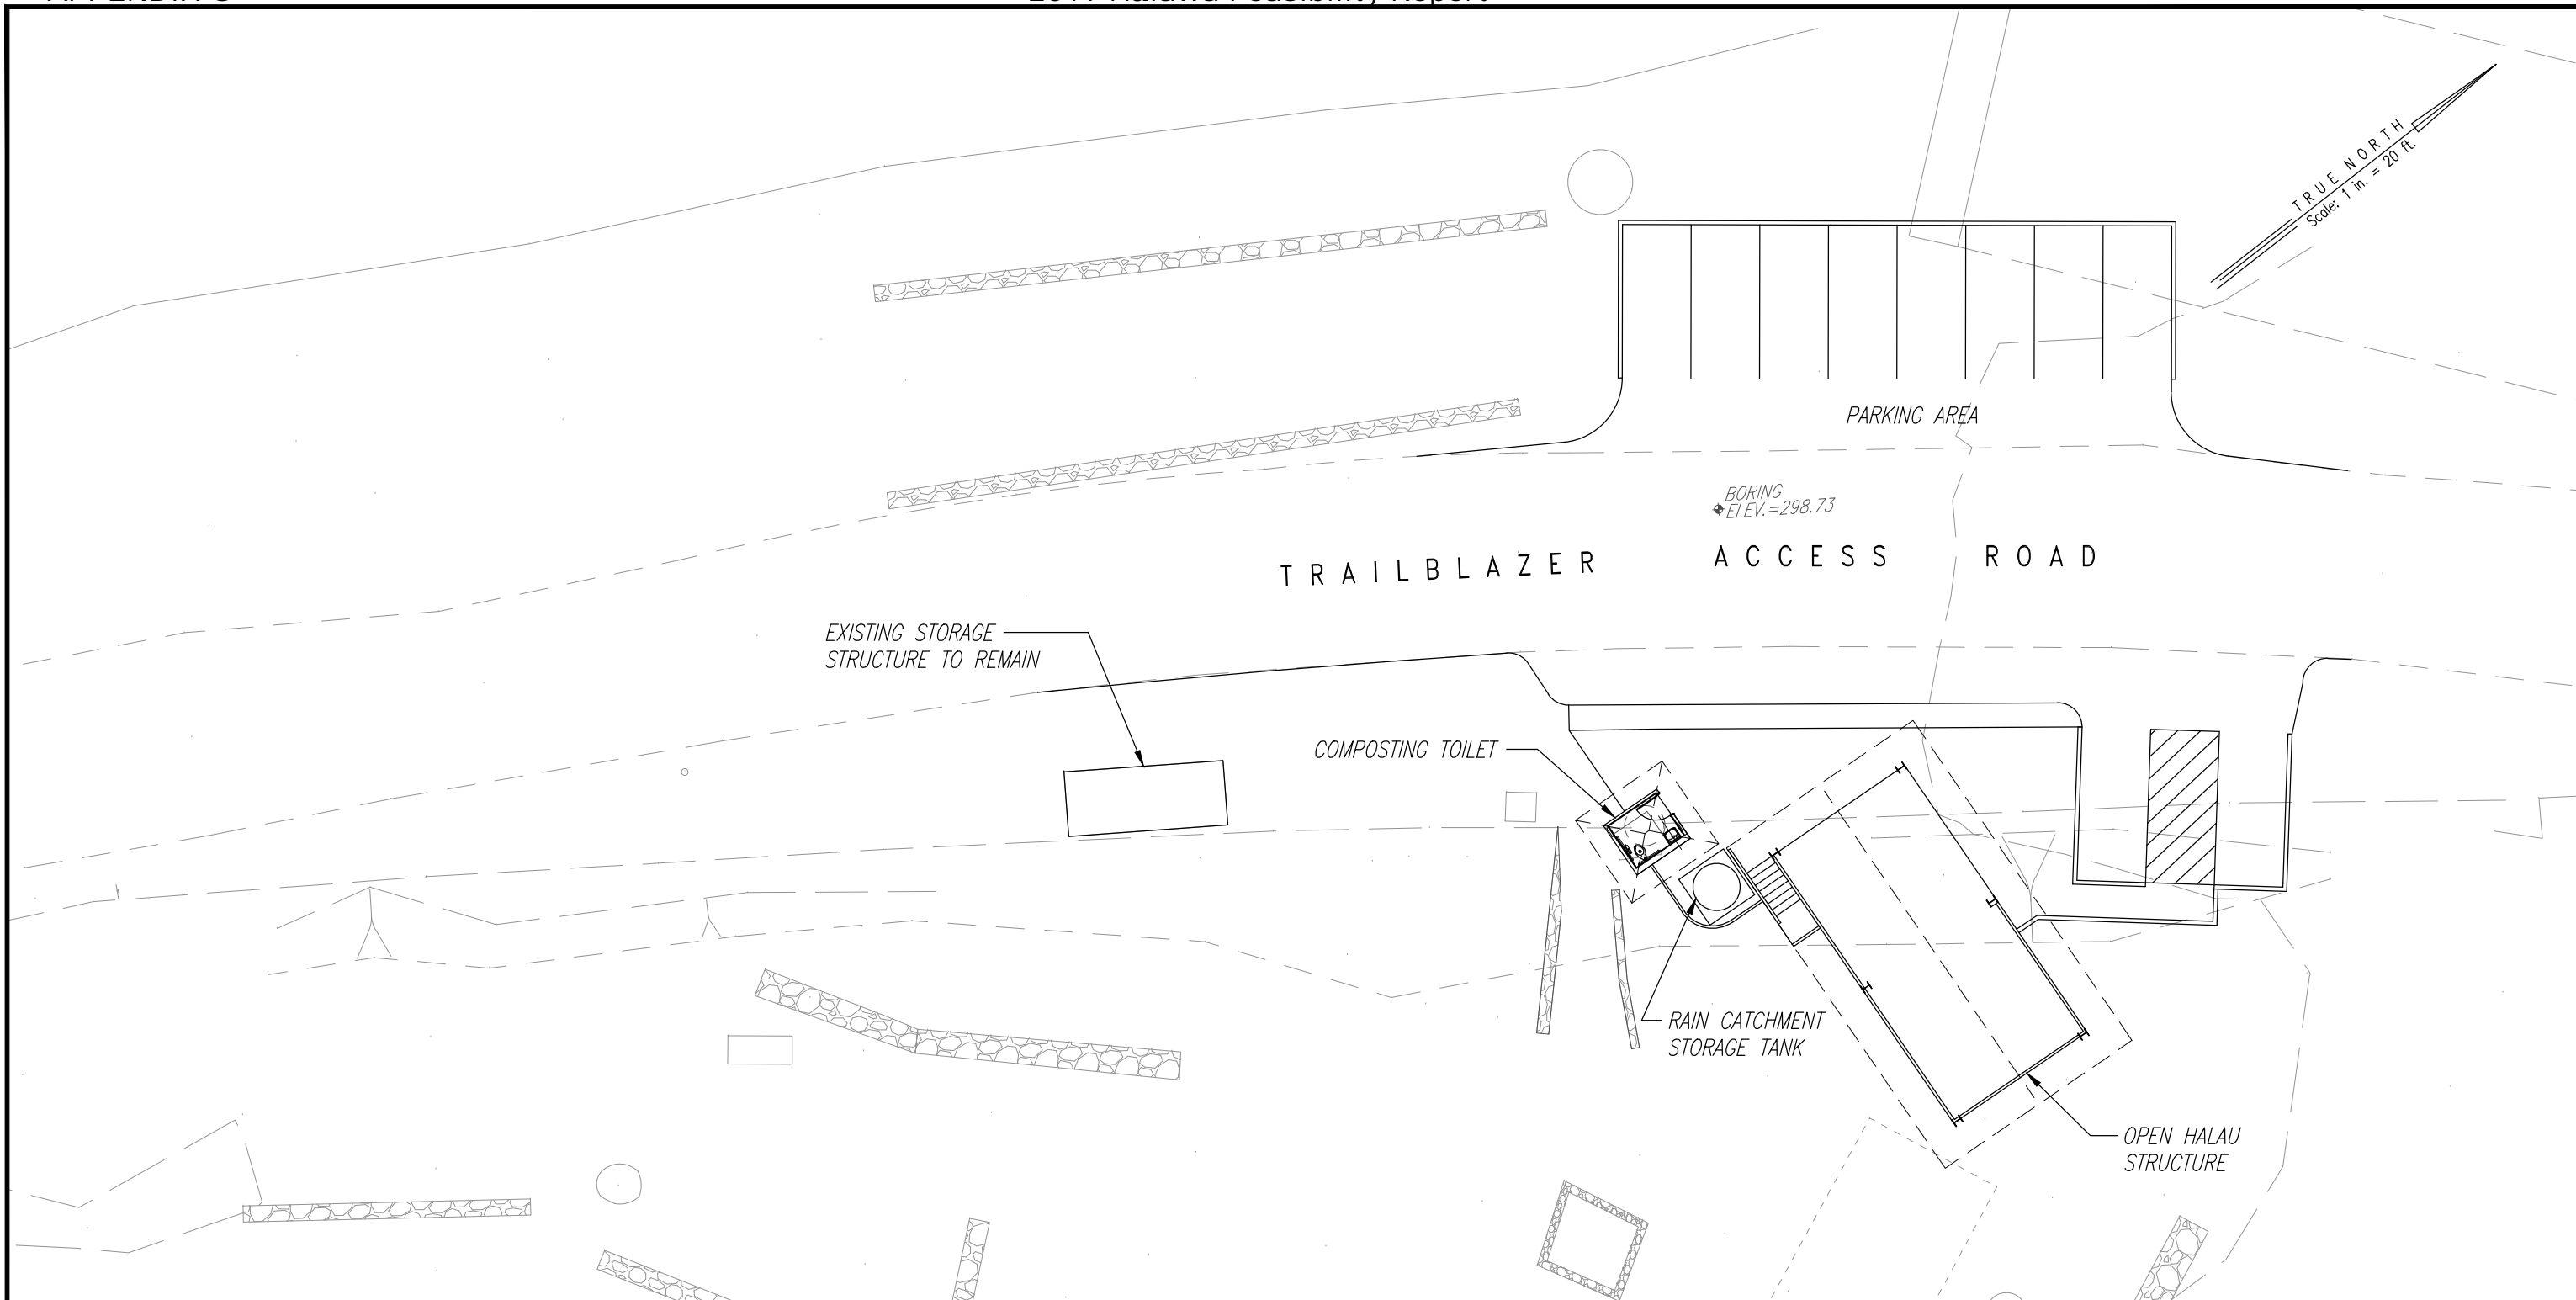 TRUE NORTH
Scale: 1 in. = 20 ft.
PARKING AREA
BORING
ELEV.=298.73
TRAILBLAZER ACCESS ROAD
EXISTING STORAGE
STRUCTURE TO REMAIN
COMPOSTING TOILET
RAIN CATCHMENT
STORAGE TANK
OPEN HALAU
STRUCTURE